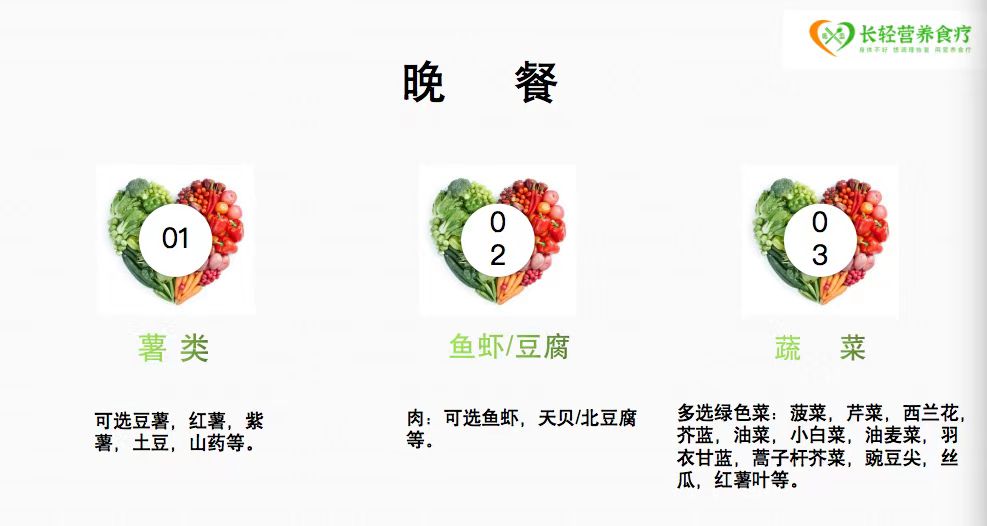 长轻营养食疗
身体不好 想调理怕复 用营养食疗
晚 餐
01
0
2
0
3
薯 类
鱼虾/豆腐
蔬 菜
可选豆薯，红薯，紫
薯，土豆，山药等。
肉：可选鱼虾，天贝/北豆腐
等。
多选绿色菜：菠菜，芹菜，西兰花，
芥蓝，油菜，小白菜，油麦菜，羽
衣甘蓝，蒿子杆芥菜，豌豆尖，丝
瓜，红薯叶等。